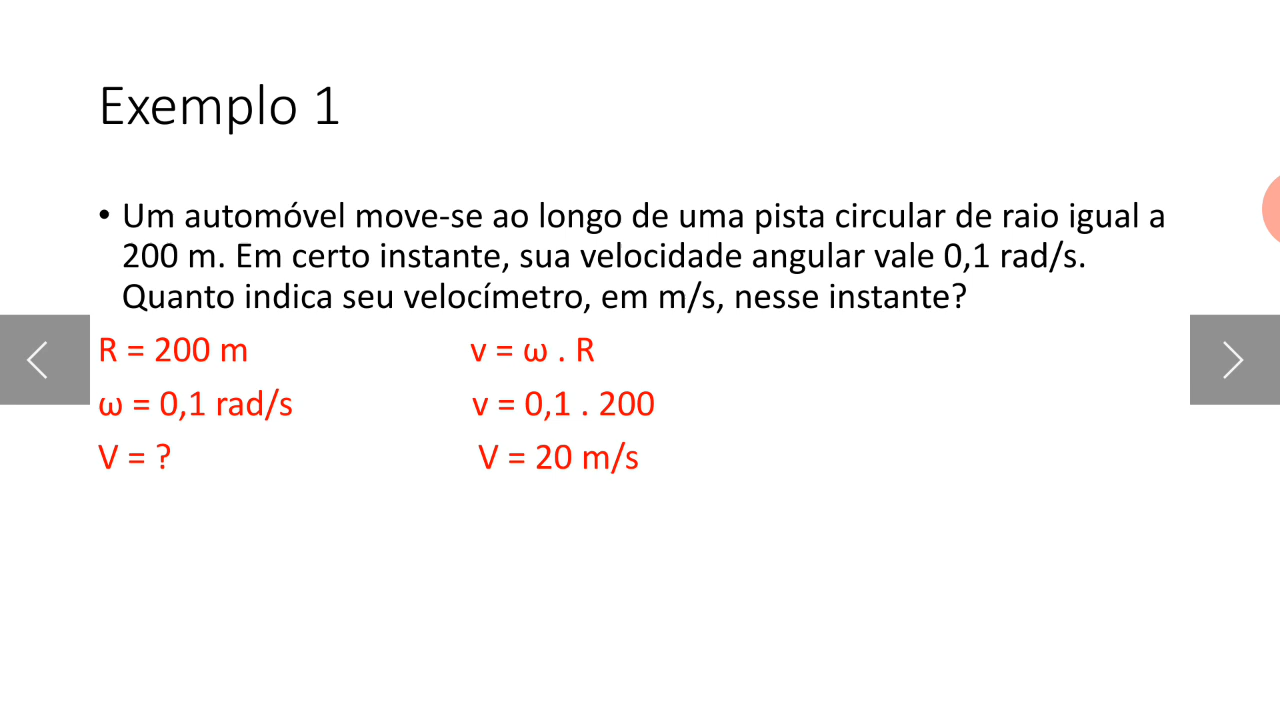 Exemplo 1
• Um automóvel move-se ao longo de uma pista circular de raio igual a
200 m. Em certo instante, sua velocidade angular vale 0,1 rad/s.
Quanto indica seu velocímetro, em m/s, nesse instante?
R = 200 m v = ω . R
ω = 0,1 rad/s v = 0,1 . 200
V = ? V = 20 m/s